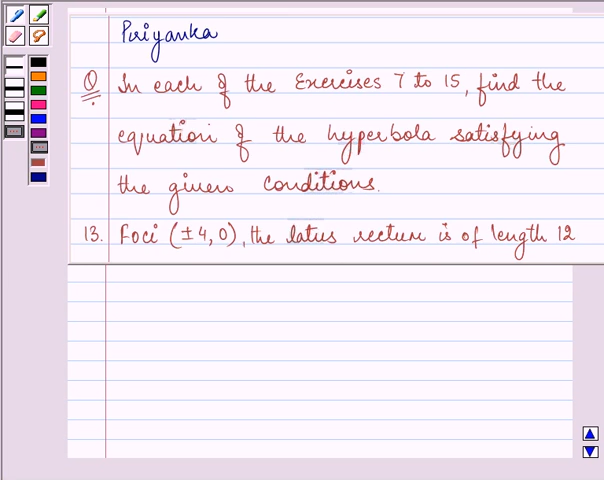 Priyanka
Q In each of the Exercises 7 to 15, find the
equation of the hyperbola satisfying
the given conditions.
13. Foci (±4, 0), the latus rectum is of length 12